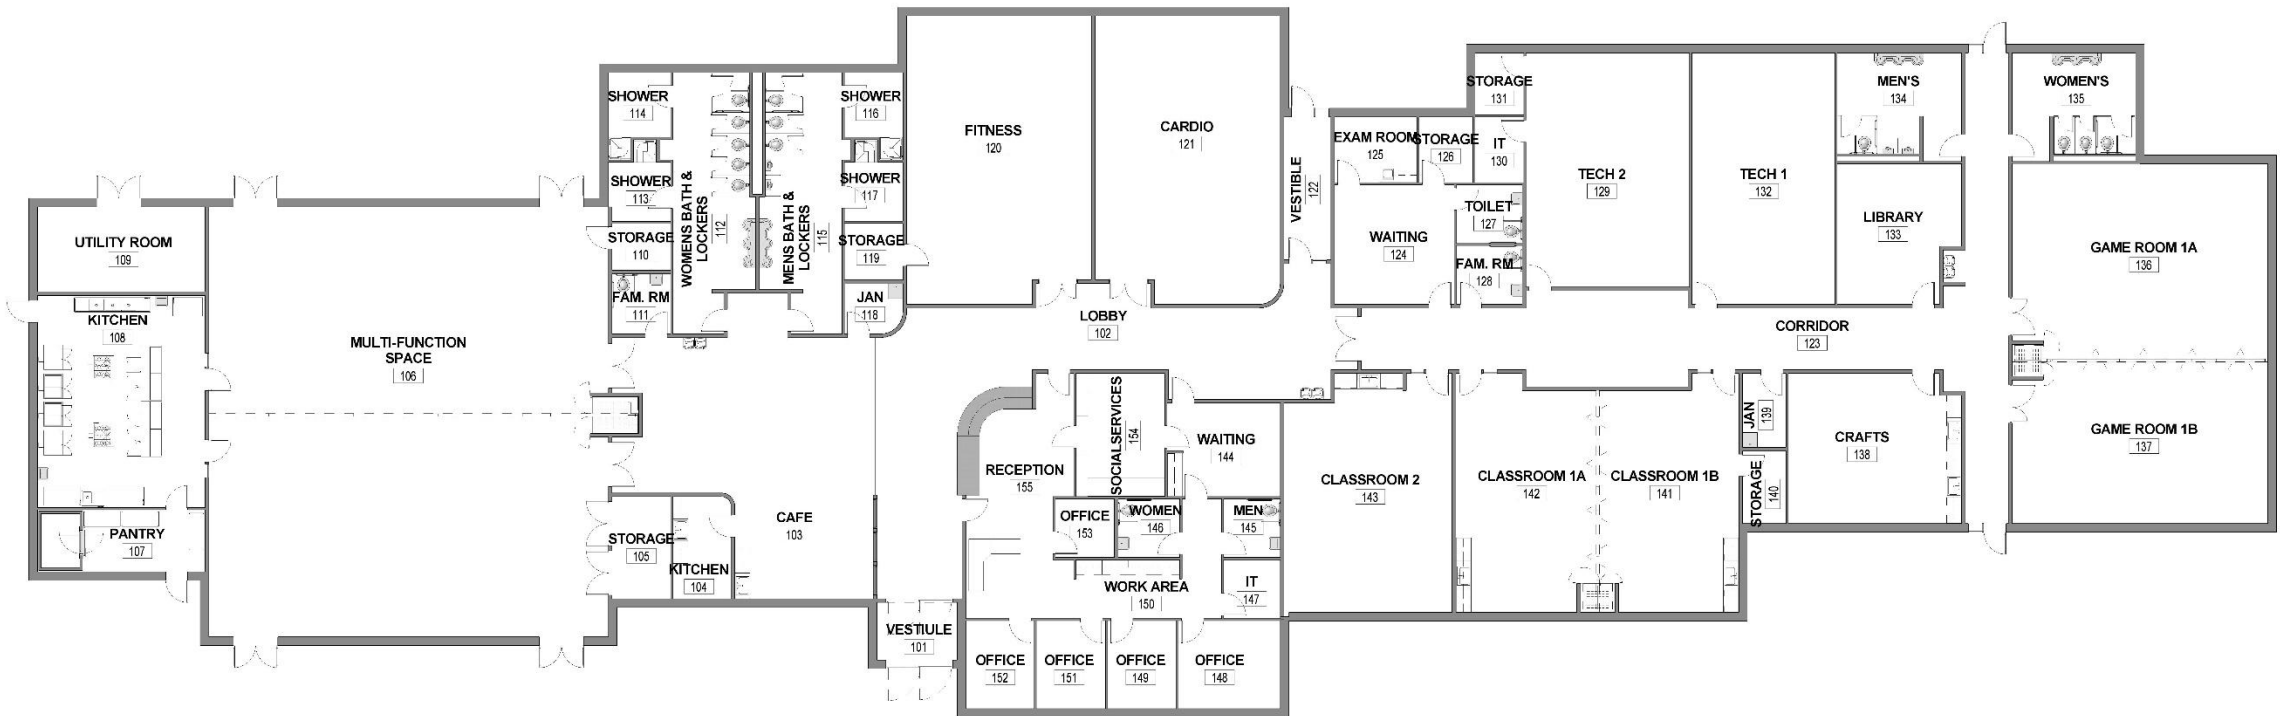 UTILITY ROOM
109
KITCHEN
108
PANTRY
107
MULTI-FUNCTION
SPACE
106
SHOWER
114
SHOWER
113
STORAGE
110
FAM. RM
111
WOMENS BATH &
LOCKERS
112
MENS BATH &
LOCKERS
115
SHOWER
116
SHOWER
117
STORAGE
119
JAN
118
STORAGE
105
KITCHEN
104
CAFE
103
VESTIULE
101
FITNESS
120
CARDIO
121
LOBBY
102
VESTIBLE
122
RECEPTION
155
SOCIALSERVICES
154
WAITING
144
OFFICE
153
WOMEN
146
MEN
145
WORK AREA
150
IT
147
OFFICE
152
OFFICE
151
OFFICE
149
OFFICE
148
EXAM ROOM
125
STORAGE
126
STORAGE
131
IT
130
WAITING
124
TOILET
127
FAM. RM
128
TECH 2
129
TECH 1
132
MEN'S
134
LIBRARY
133
WOMEN'S
135
CORRIDOR
123
CLASSROOM 2
143
CLASSROOM 1A
142
CLASSROOM 1B
141
JAN
139
STORAGE
140
CRAFTS
138
GAME ROOM 1A
136
GAME ROOM 1B
137